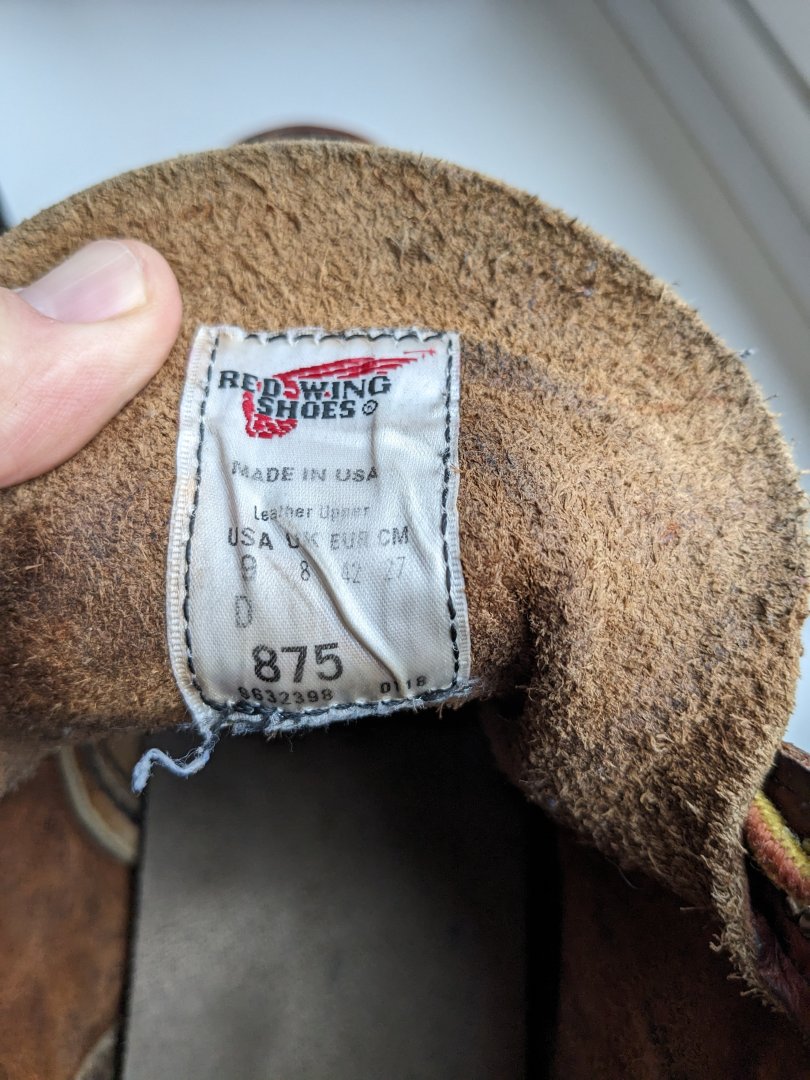 RED WING
SHOES ®
MADE IN USA
Leather Upper
USA UK EUR CM
9 8 42 27
D
875
9632398 0118